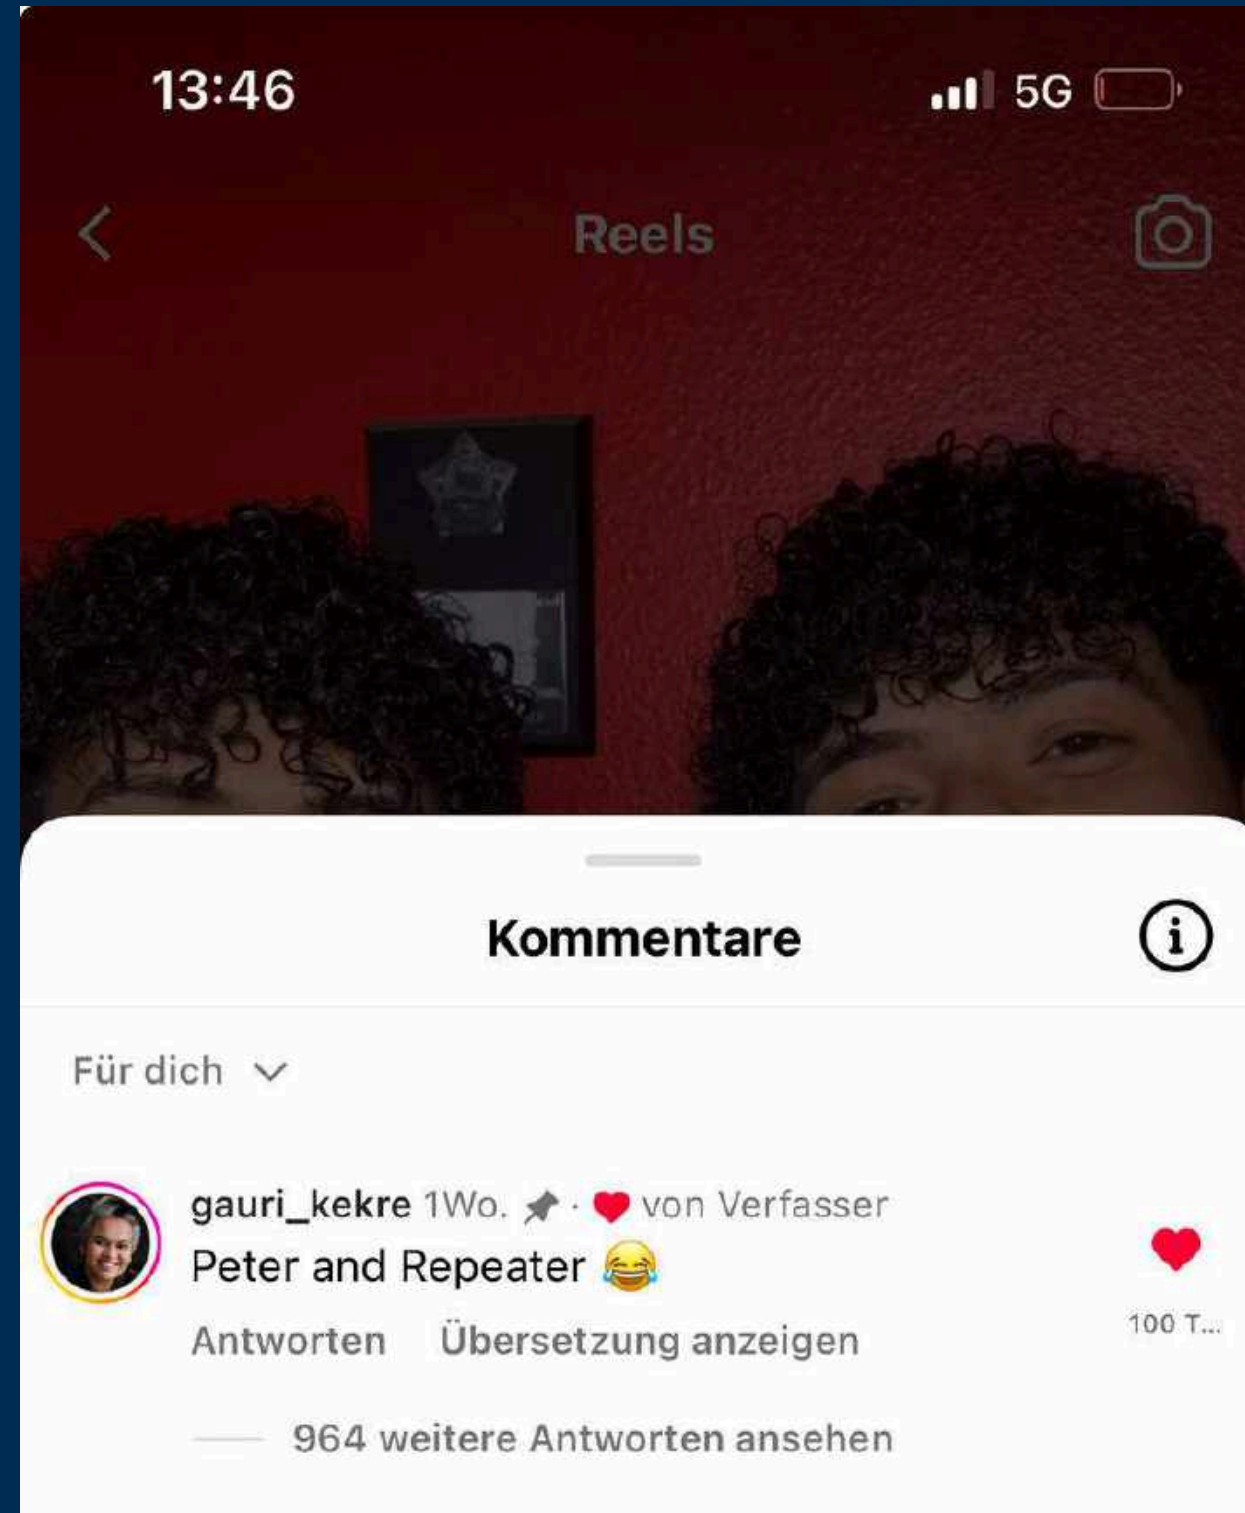 13:46 5G
Reels
Kommentare
Für dich
gauri_kekre 1Wo. · von Verfasser
Peter and Repeater 😂
Antworten Übersetzung anzeigen
100 T...
964 weitere Antworten ansehen